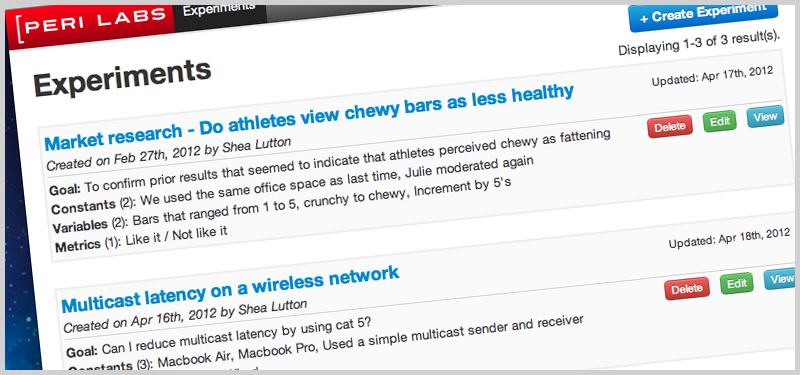 [PERI LABS
Experiments
+ Create Experiment
Displaying 1-3 of 3 result(s).
Experiments
Market research - Do athletes view chewy bars as less healthy
Updated: Apr 17th, 2012
Created on Feb 27th, 2012 by Shea Lutton
Delete Edit View
Goal: To confirm prior results that seemed to indicate that athletes perceived chewy as fattening
Constants (2): We used the same office space as last time, Julie moderated again
Variables (2): Bars that ranged from 1 to 5, crunchy to chewy, Increment by 5's
Metrics (1): Like it / Not like it
Multicast latency on a wireless network
Updated: Apr 18th, 2012
Created on Apr 16th, 2012 by Shea Lutton
Delete Edit View
Goal: Can I reduce multicast latency by using cat 5?
Constants (3): Macbook Air, Macbook Pro, Used a simple multicast sender and receiver